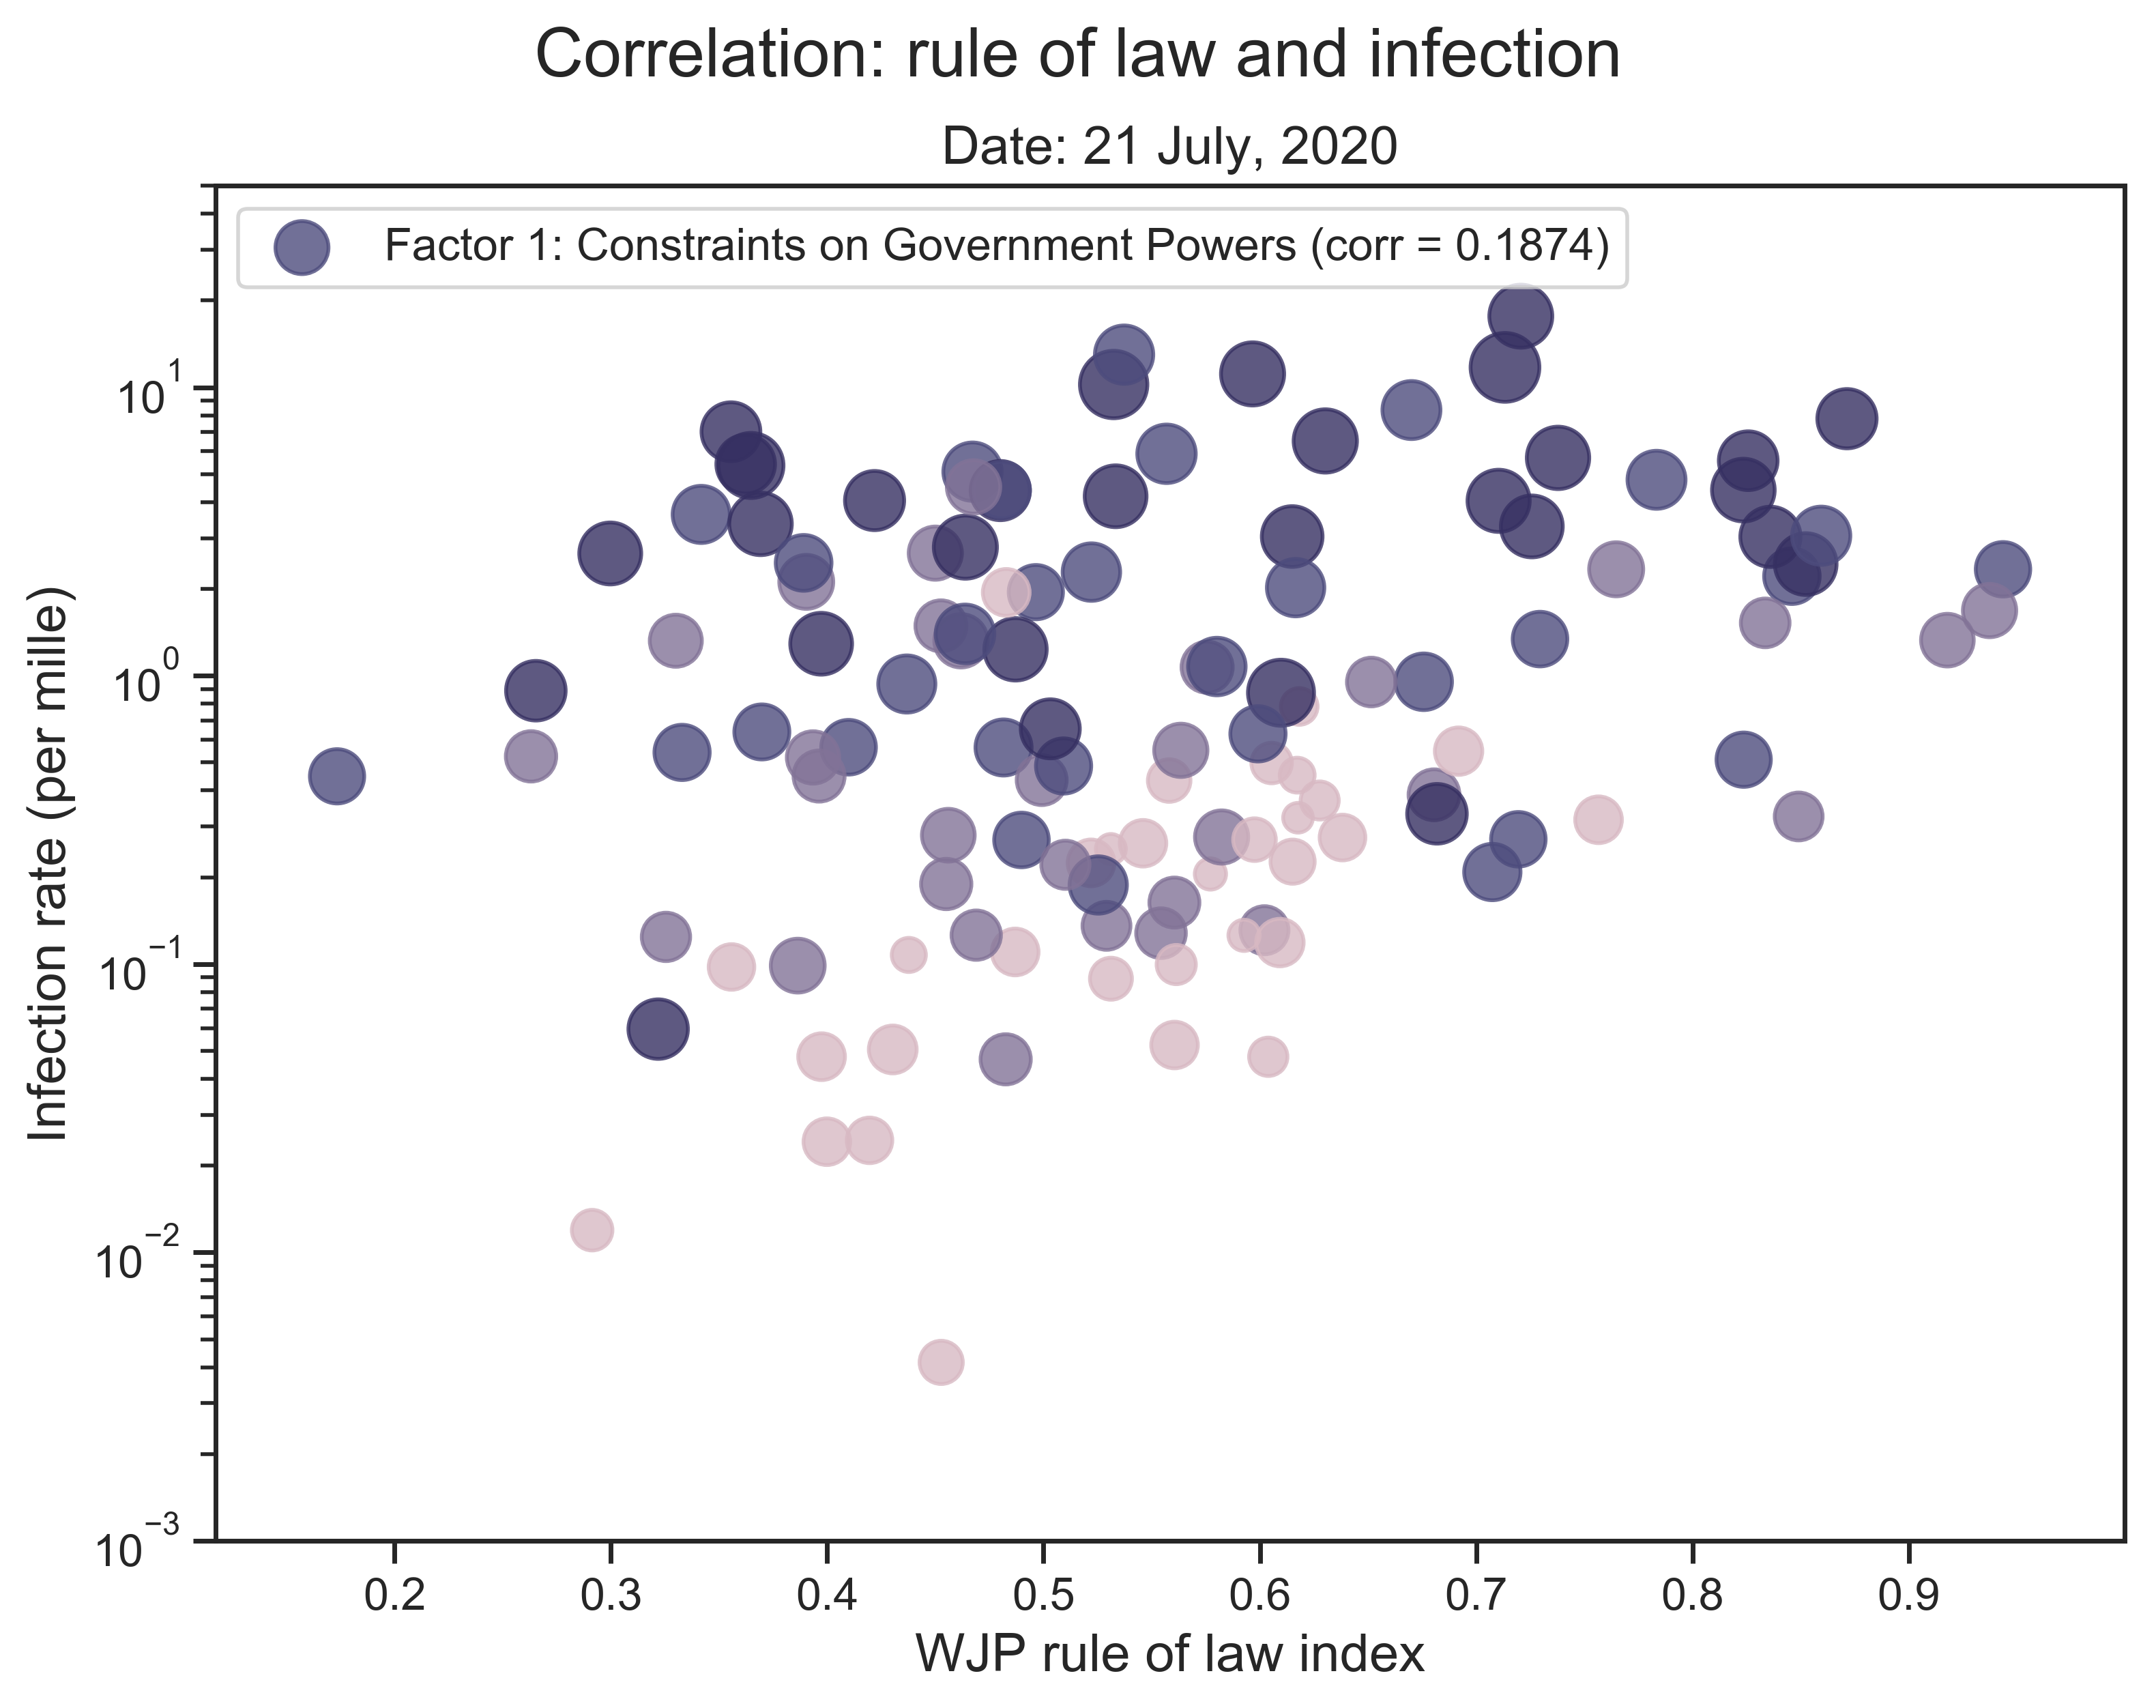 Correlation: rule of law and infection
Date: 21 July, 2020
Factor 1: Constraints on Government Powers (corr = 0.1874)
10^1
10^0
10^−1
10^−2
10^−3
Infection rate (per mille)
0.2 0.3 0.4 0.5 0.6 0.7 0.8 0.9
WJP rule of law index